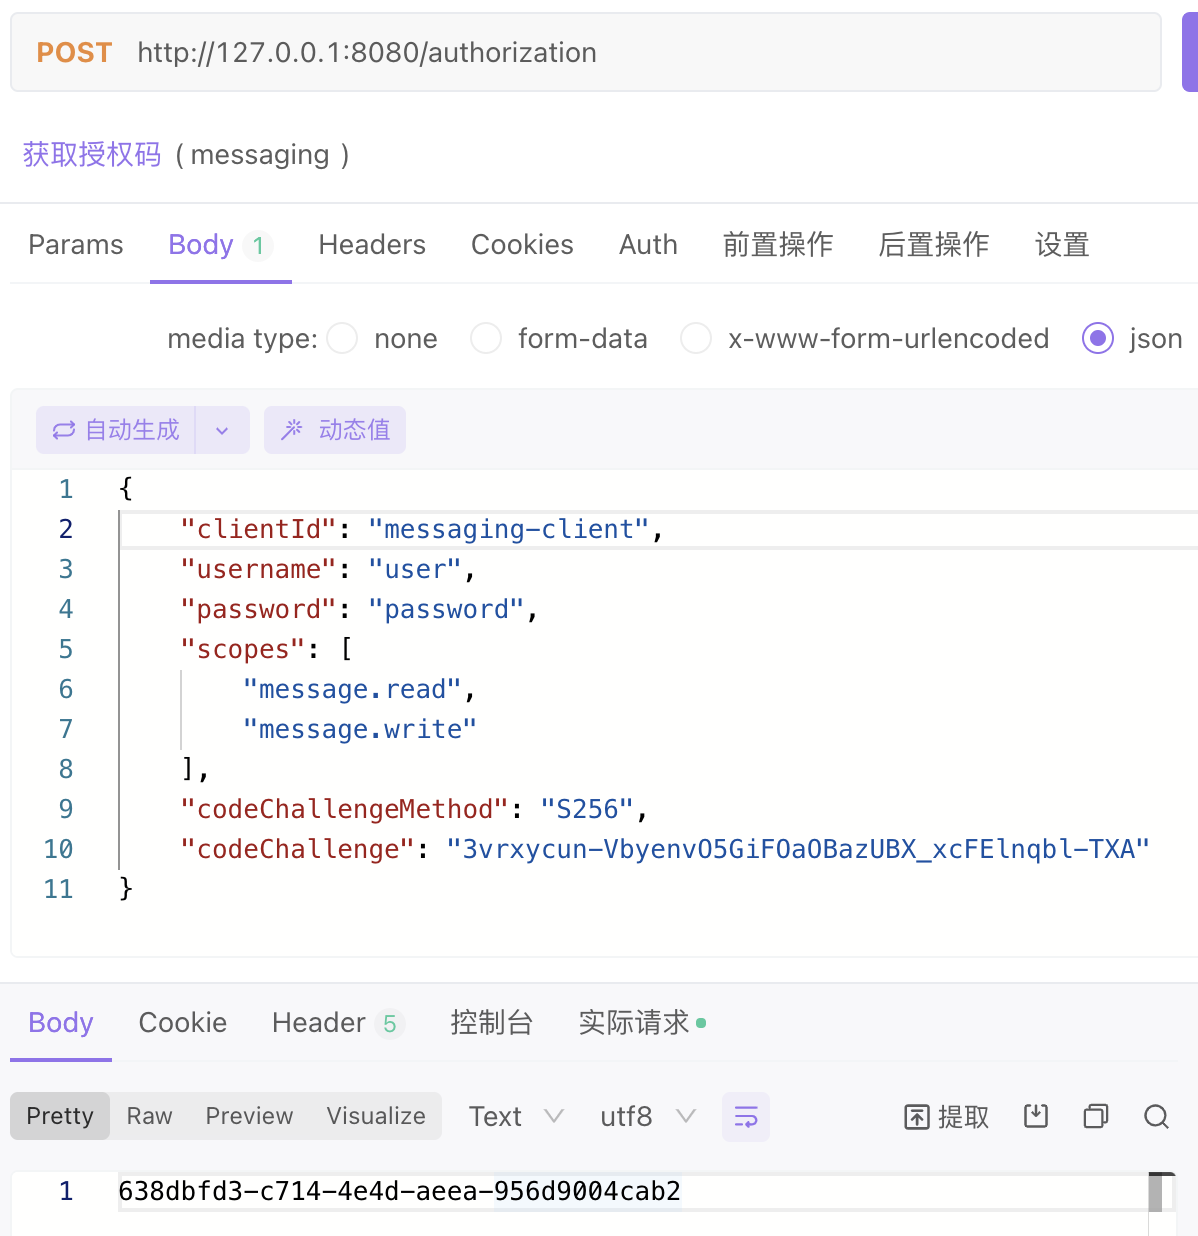 POST http://127.0.0.1:8080/authorization
获取授权码 ( messaging )
Params Body 1 Headers Cookies Auth 前置操作 后置操作 设置
media type: none form-data x-www-form-urlencoded json
自动生成 动态值
1 {
2 "clientId": "messaging-client",
3 "username": "user",
4 "password": "password",
5 "scopes": [
6 "message.read",
7 "message.write"
8 ],
9 "codeChallengeMethod": "S256",
10 "codeChallenge": "3vrxycun-VbyenvO5GiFOaOBazUBX_xcFElnqbl-TXA"
11 }
Body Cookie Header 5 控制台 实际请求
Pretty Raw Preview Visualize Text utf8 提取
1 638dbfd3-c714-4e4d-aeea-956d9004cab2